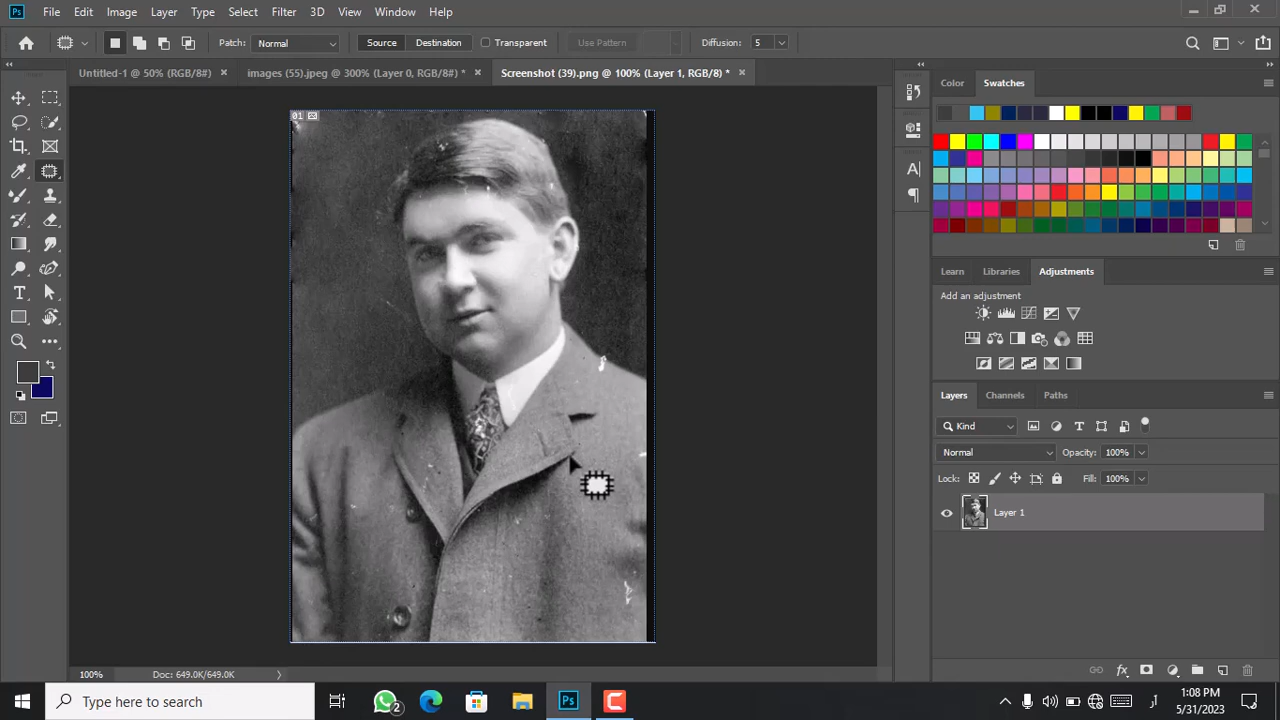 Ps File Edit Image Layer Type Select Filter 3D View Window Help
Patch: Normal Source Destination Transparent Use Pattern Diffusion: 5
Untitled-1 @ 50% (RGB/8#) images (55).jpeg @ 300% (Layer 0, RGB/8#) * Screenshot (39).png @ 100% (Layer 1, RGB/8) *
Color Swatches
01
Learn Libraries Adjustments
Add an adjustment
Layers Channels Paths
Kind
Normal Opacity: 100%
Lock: Fill: 100%
Layer 1
100% Doc: 649.0K/649.0K
Type here to search
2
Ps
1:08 PM
5/31/2023